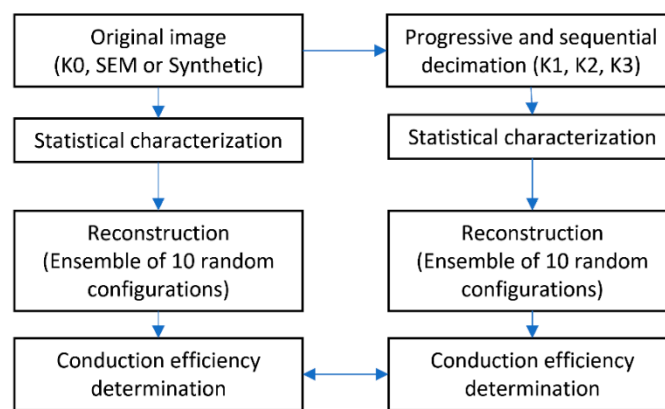 Original image
(K0, SEM or Synthetic)
Progressive and sequential
decimation (K1, K2, K3)
Statistical characterization
Statistical characterization
Reconstruction
(Ensemble of 10 random
configurations)
Reconstruction
(Ensemble of 10 random
configurations)
Conduction efficiency
determination
Conduction efficiency
determination